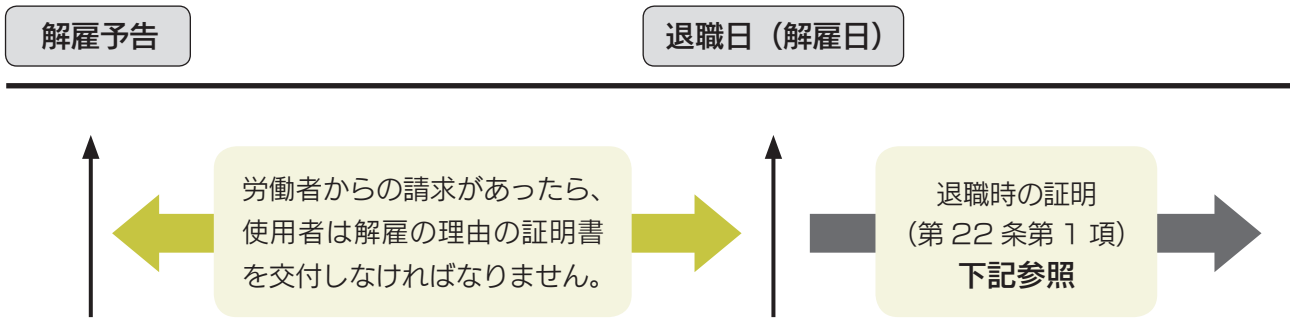 解雇予告
退職日（解雇日）
労働者からの請求があったら、
使用者は解雇の理由の証明書
を交付しなければなりません。
退職時の証明
（第 22 条第 1 項）
下記参照